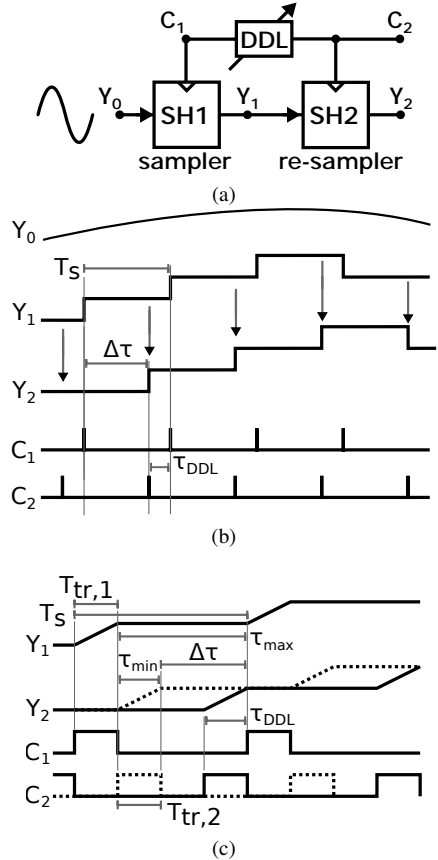 C1 DDL C2
Y0 SH1 Y1 SH2 Y2
sampler re-sampler
(a)
Y0
Ts
Y1
Δτ
Y2
C1
τDDL
C2
(b)
Ttr,1
Ts
Y1
τmax
τmin Δτ
Y2
τDDL
C1
C2
Ttr,2
(c)